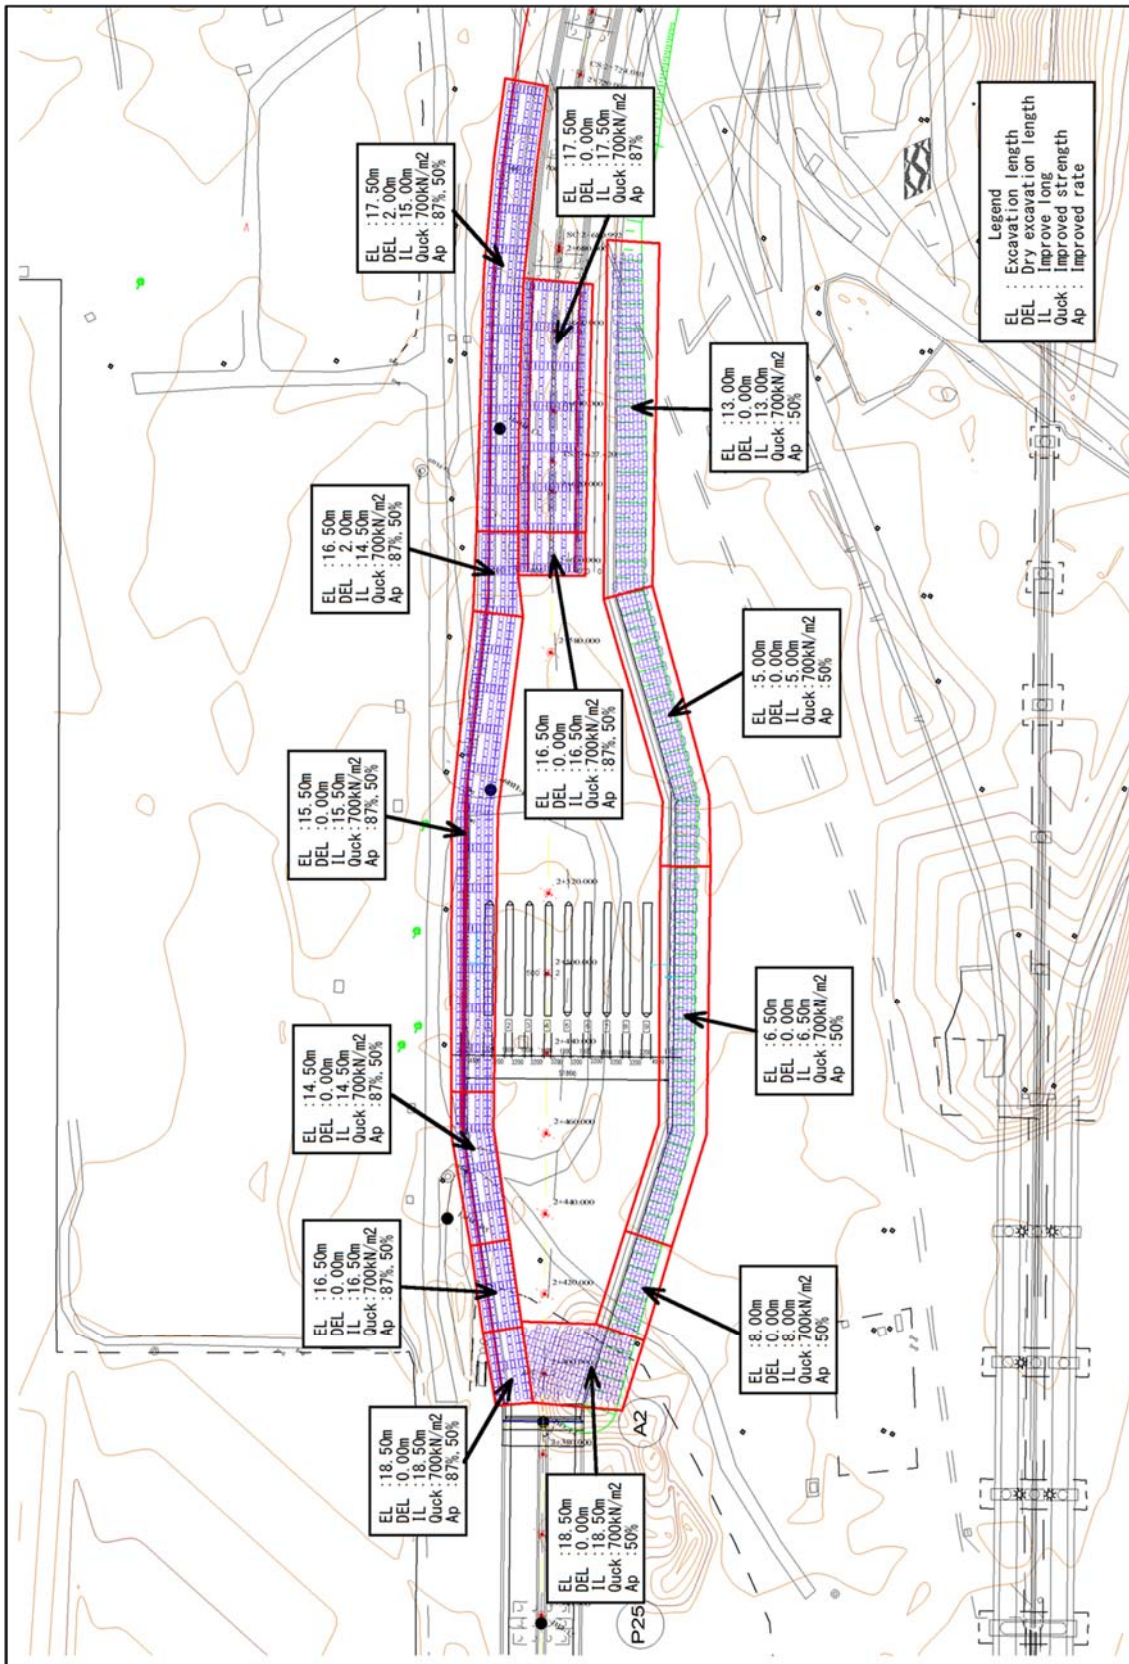 EL :17.50m
DEL :2.00m
IL :15.00m
Quck:700kN/m2
Ap :87%, 50%
EL :17.50m
DEL :0.00m
IL :17.50m
Quck:700kN/m2
Ap :87%
Legend
EL : Excavation length
DEL : Dry excavation length
IL : Improve long
Quck: Improved strength
Ap : Improved rate
EL :16.50m
DEL : 2.00m
IL :14.50m
Quck:700kN/m2
Ap :87%, 50%
EL :13.00m
DEL :0.00m
IL :13.00m
Quck:700kN/m2
Ap :50%
EL :15.50m
DEL :0.00m
IL :15.50m
Quck:700kN/m2
Ap :87%, 50%
EL :16.50m
DEL :0.00m
IL :16.50m
Quck:700kN/m2
Ap :87%, 50%
EL :5.00m
DEL :0.00m
IL :5.00m
Quck:700kN/m2
Ap :50%
EL :14.50m
DEL :0.00m
IL :14.50m
Quck:700kN/m2
Ap :87%, 50%
EL :6.50m
DEL :0.00m
IL :6.50m
Quck:700kN/m2
Ap :50%
EL :16.50m
DEL :0.00m
IL :16.50m
Quck:700kN/m2
Ap :87%, 50%
EL :8.00m
DEL :0.00m
IL :8.00m
Quck:700kN/m2
Ap :50%
EL :18.50m
DEL :0.00m
IL :18.50m
Quck:700kN/m2
Ap :87%, 50%
EL :18.50m
DEL :0.00m
IL :18.50m
Quck:700kN/m2
Ap :50%
2+520.000
2+460.000
2+440.000
2+420.000
A2
P25